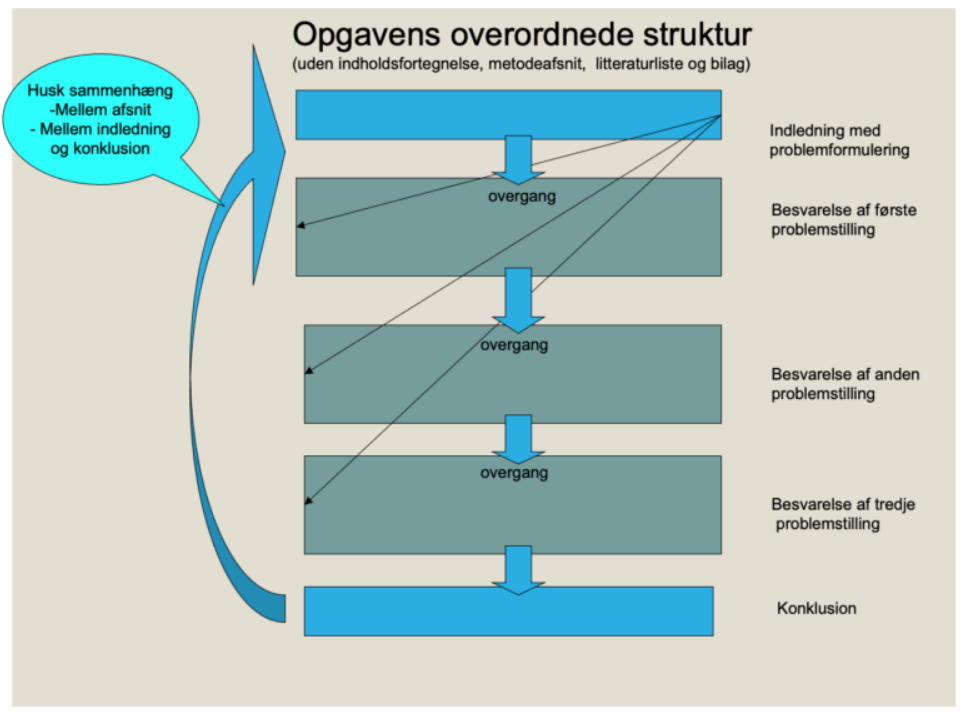 Opgavens overordnede struktur
(uden indholdsfortegnelse, metodeafsnit, litteraturliste og bilag)
Husk sammenhæng
-Mellem afsnit
- Mellem indledning
og konklusion
Indledning med
problemformulering
overgang
Besvarelse af første
problemstilling
overgang
Besvarelse af anden
problemstilling
overgang
Besvarelse af tredje
problemstilling
Konklusion